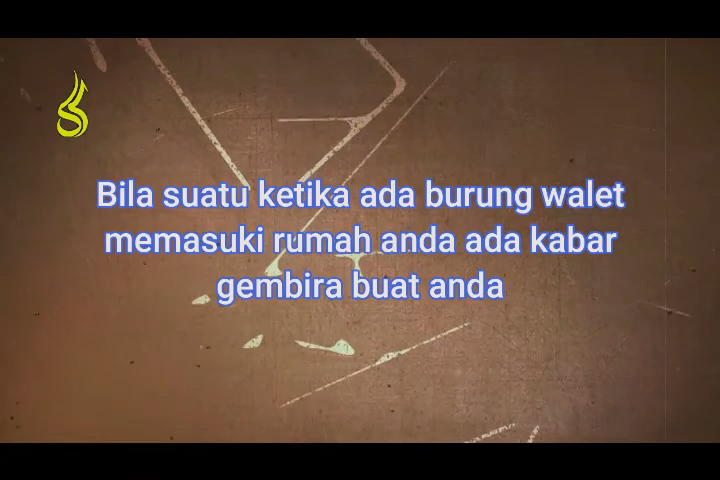 Bila suatu ketika ada burung walet
memasuki rumah anda ada kabar
gembira buat anda